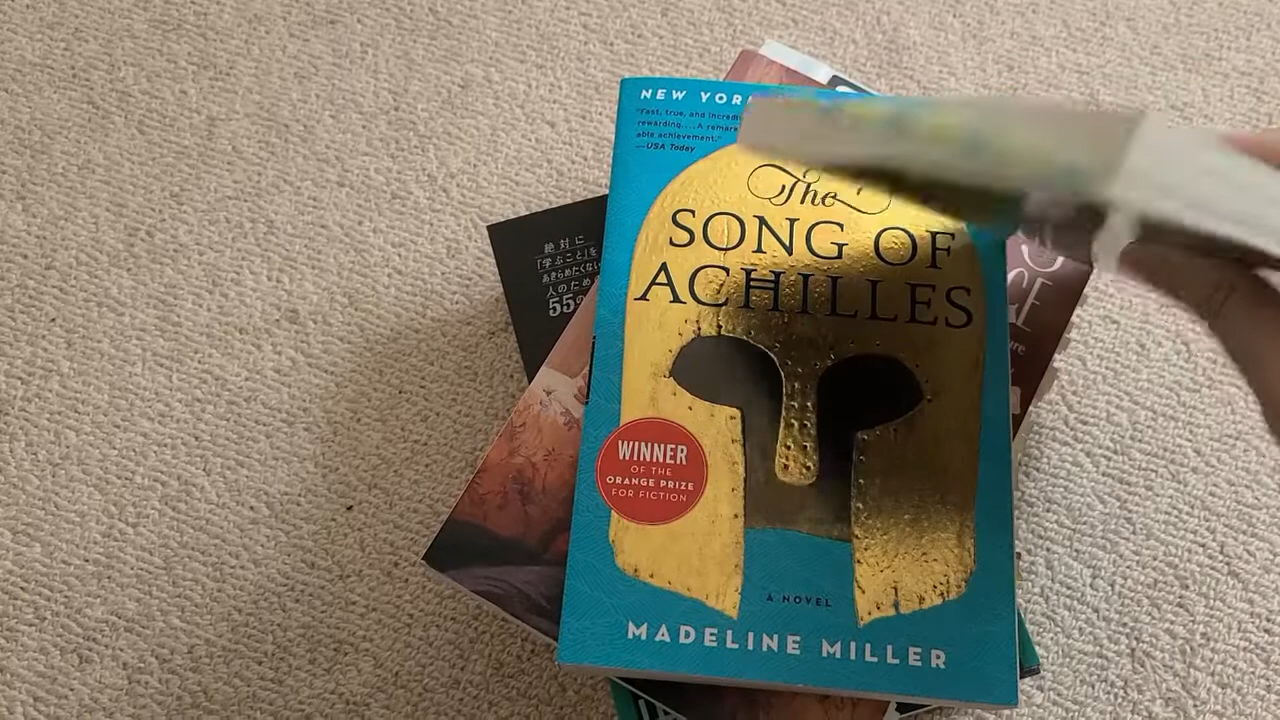 NEW YOR
"Fast, true, and incredi
rewarding....A remark
able achievement."
—USA Today
The
SONG OF
ACHILLES
WINNER
OF THE
ORANGE PRIZE
FOR FICTION
A NOVEL
MADELINE MILLER
絶対に
「学ぶこと」を
あきらめたくない
人のため
55の
GE
ure